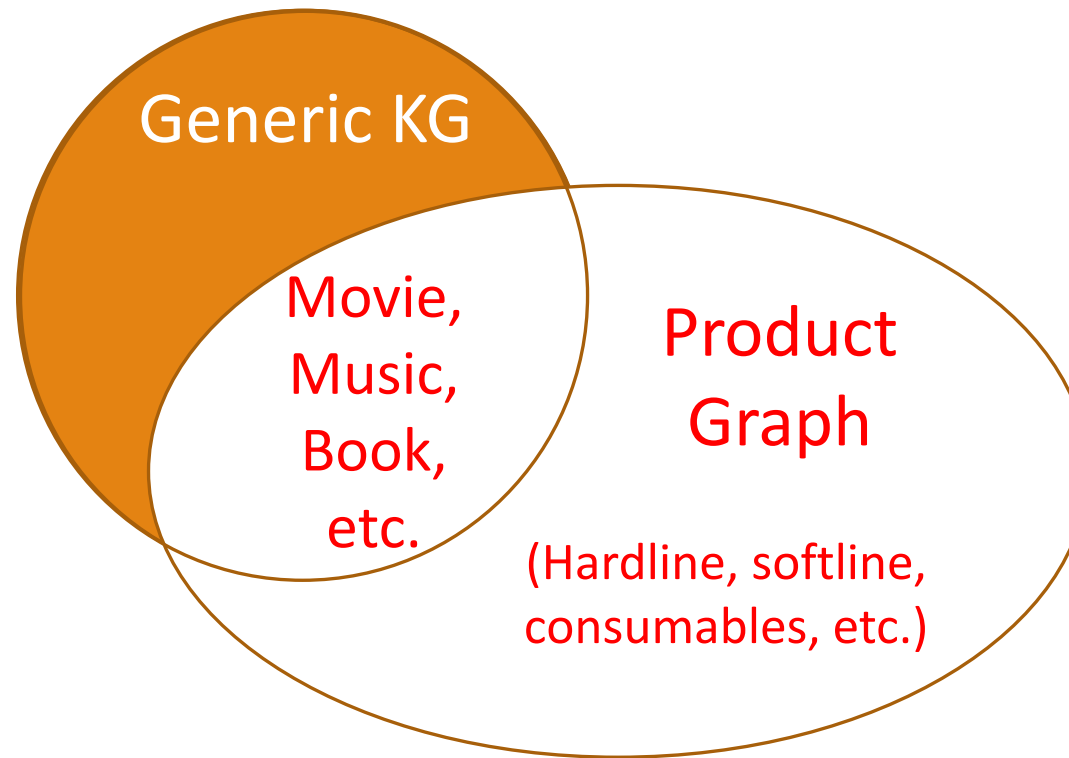 Generic KG
Movie,
Music,
Book,
etc.
Product
Graph
(Hardline, softline,
consumables, etc.)